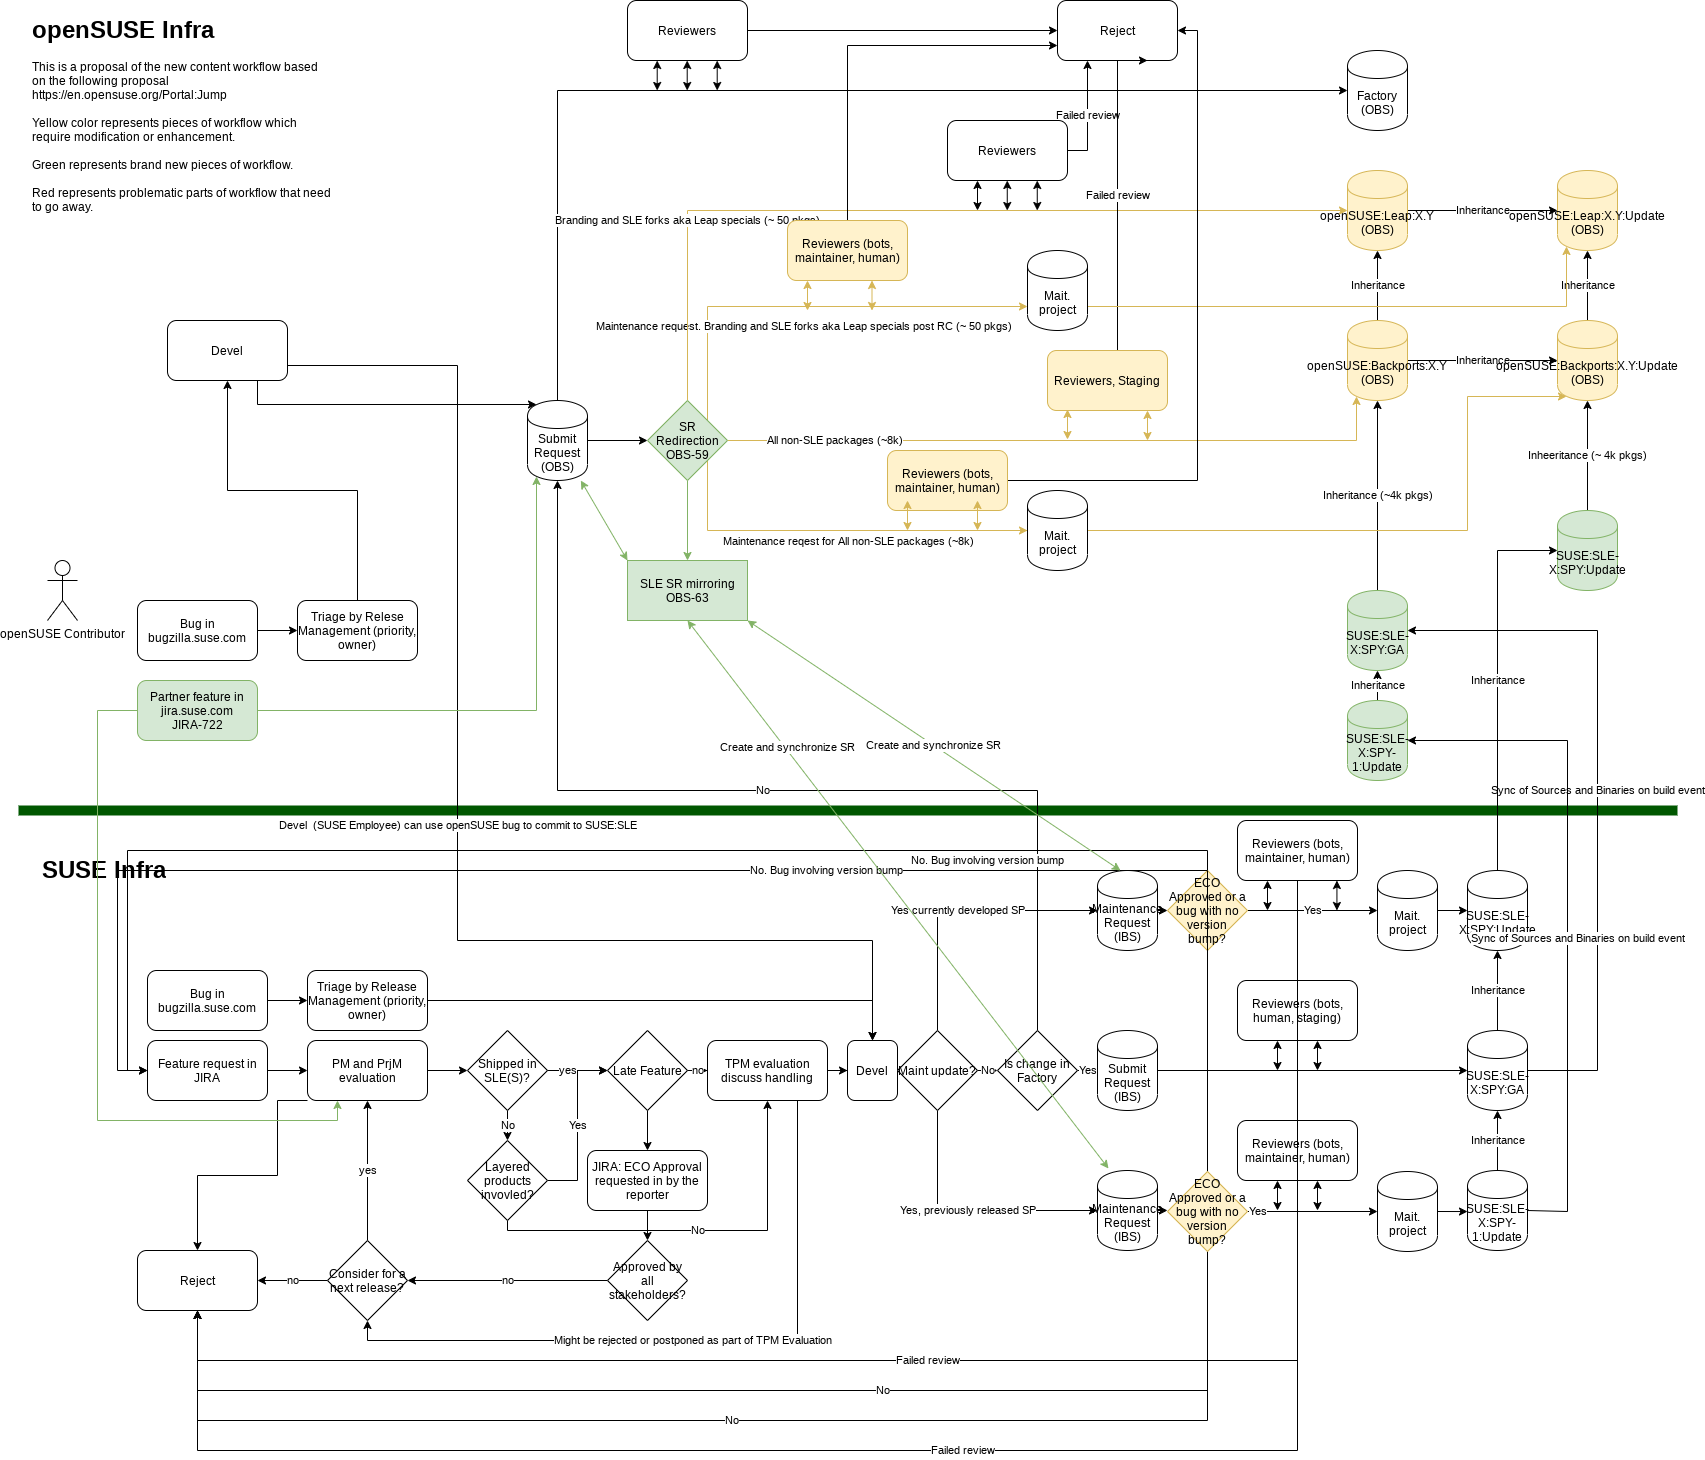 openSUSE Infra
This is a proposal of the new content workflow based
on the following proposal
https://en.opensuse.org/Portal:Jump
Yellow color represents pieces of workflow which
require modification or enhancement.
Green represents brand new pieces of workflow.
Red represents problematic parts of workflow that need
to go away.
Reviewers
Reject
Factory
(OBS)
Failed review
Reviewers
Failed review
Branding and SLE forks aka Leap specials (~ 50 pkgs)
openSUSE:Leap:X.Y
(OBS)
Inheritance
openSUSE:Leap:X.Y:Update
(OBS)
Reviewers (bots,
maintainer, human)
Mait.
project
Inheritance
Inheritance
Maintenance request. Branding and SLE forks aka Leap specials post RC (~ 50 pkgs)
Devel
Reviewers, Staging
openSUSE:Backports:X.Y
(OBS)
Inheritance
openSUSE:Backports:X.Y:Update
(OBS)
Submit
Request
(OBS)
SR
Redirection
OBS-59
All non-SLE packages (~8k)
Reviewers (bots,
maintainer, human)
Inheeritance (~ 4k pkgs)
Inheritance (~4k pkgs)
Maintenance reqest for All non-SLE packages (~8k)
Mait.
project
SUSE:SLE-
X:SPY:Update
SLE SR mirroring
OBS-63
openSUSE Contributor
Bug in
bugzilla.suse.com
Triage by Relese
Management (priority,
owner)
SUSE:SLE-
X:SPY:GA
Inheritance
Inheritance
Partner feature in
jira.suse.com
JIRA-722
SUSE:SLE-
X:SPY-
1:Update
Create and synchronize SR
Create and synchronize SR
No
Sync of Sources and Binaries on build event
Devel  (SUSE Employee) can use openSUSE bug to commit to SUSE:SLE
SUSE Infra
No. Bug involving version bump
No. Bug involving version bump
Reviewers (bots,
maintainer, human)
Yes currently developed SP
Maintenance
Request
(IBS)
ECO
Approved or a
bug with no
version
bump?
Yes
Mait.
project
SUSE:SLE-
X:SPY:Update
Sync of Sources and Binaries on build event
Bug in
bugzilla.suse.com
Triage by Release
Management (priority,
owner)
Reviewers (bots,
human, staging)
Inheritance
Feature request in
JIRA
PM and PrjM
evaluation
Shipped in
SLE(S)?
yes
Late Feature
no
TPM evaluation
discuss handling
Devel
Maint update?
No
Is change in
Factory
Yes
Submit
Request
(IBS)
SUSE:SLE-
X:SPY:GA
No
Yes
Inheritance
Reviewers (bots,
maintainer, human)
yes
Layered
products
invovled?
JIRA: ECO Approval
requested in by the
reporter
Yes, previously released SP
Maintenance
Request
(IBS)
ECO
Approved or a
bug with no
version
bump?
Yes
Mait.
project
SUSE:SLE-
X:SPY-
1:Update
No
Reject
no
Consider for a
next release?
no
Approved by
all
stakeholders?
Might be rejected or postponed as part of TPM Evaluation
Failed review
No
No
Failed review